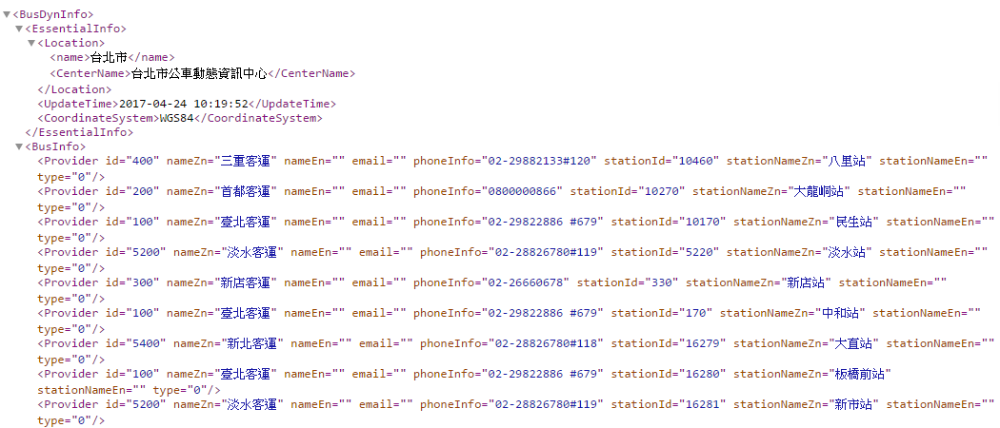 <BusDynInfo>
<EssentialInfo>
<Location>
<name>台北市</name>
<CenterName>台北市公車動態資訊中心</CenterName>
</Location>
<UpdateTime>2017-04-24 10:19:52</UpdateTime>
<CoordinateSystem>WGS84</CoordinateSystem>
</EssentialInfo>
<BusInfo>
<Provider id="400" nameZn="三重客運" nameEn="" email="" phoneInfo="02-29882133#120" stationId="10460" stationNameZn="八里站" stationNameEn=""
type="0"/>
<Provider id="200" nameZn="首都客運" nameEn="" email="" phoneInfo="0800000866" stationId="10270" stationNameZn="大龍峒站" stationNameEn=""
type="0"/>
<Provider id="100" nameZn="臺北客運" nameEn="" email="" phoneInfo="02-29822886 #679" stationId="10170" stationNameZn="民生站" stationNameEn=""
type="0"/>
<Provider id="5200" nameZn="淡水客運" nameEn="" email="" phoneInfo="02-28826780#119" stationId="5220" stationNameZn="淡水站" stationNameEn=""
type="0"/>
<Provider id="300" nameZn="新店客運" nameEn="" email="" phoneInfo="02-26660678" stationId="330" stationNameZn="新店站" stationNameEn=""
type="0"/>
<Provider id="100" nameZn="臺北客運" nameEn="" email="" phoneInfo="02-29822886 #679" stationId="170" stationNameZn="中和站" stationNameEn=""
type="0"/>
<Provider id="5400" nameZn="新北客運" nameEn="" email="" phoneInfo="02-28826780#118" stationId="16279" stationNameZn="大直站" stationNameEn=""
type="0"/>
<Provider id="100" nameZn="臺北客運" nameEn="" email="" phoneInfo="02-29822886 #679" stationId="16280" stationNameZn="板橋前站"
stationNameEn="" type="0"/>
<Provider id="5200" nameZn="淡水客運" nameEn="" email="" phoneInfo="02-28826780#119" stationId="16281" stationNameZn="新市站" stationNameEn=""
type="0"/>